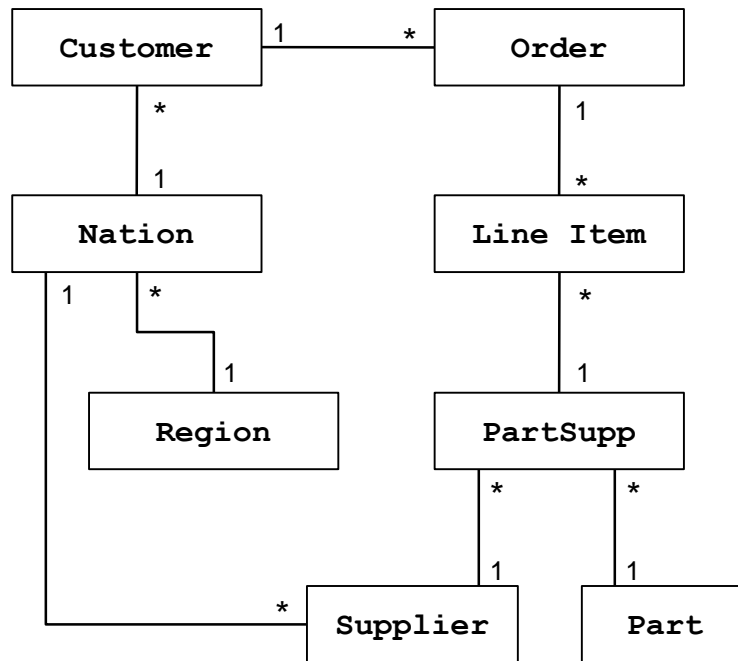 Customer
1
*
Order
*
1
1
*
Nation
Line Item
1
*
*
1
1
Region
PartSupp
*
*
1
1
*
Supplier
Part